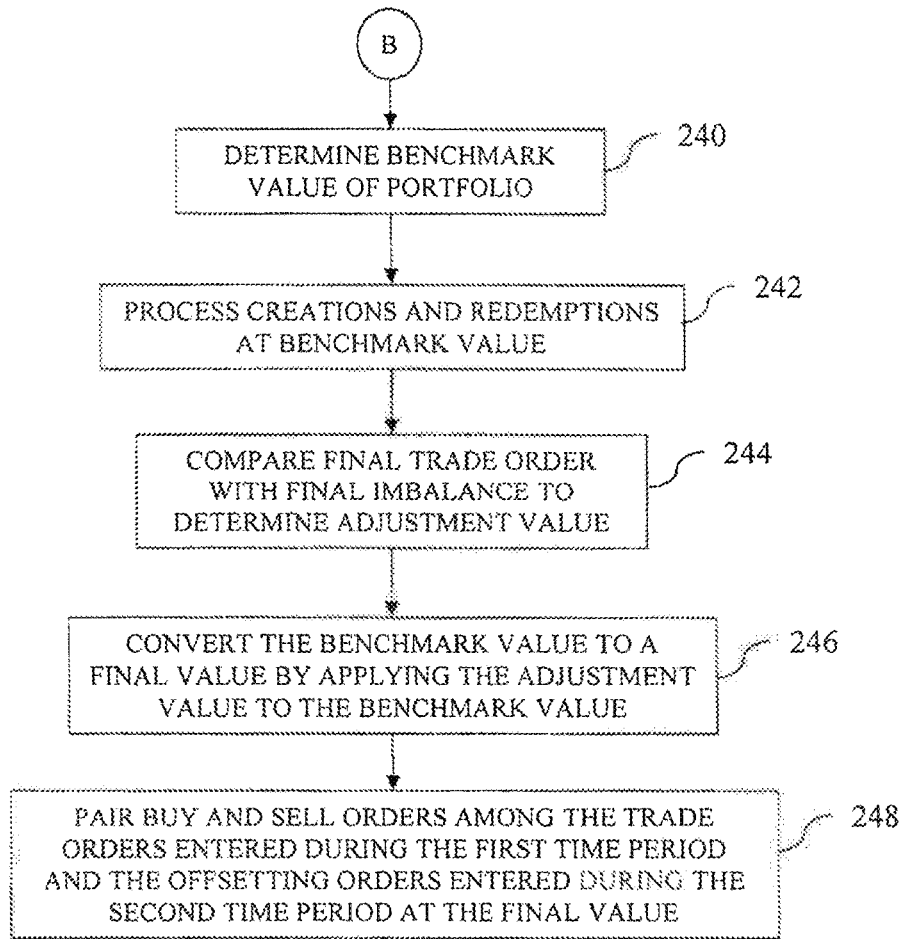 B
DETERMINE BENCHMARK
VALUE OF PORTFOLIO
240
PROCESS CREATIONS AND REDEMPTIONS
AT BENCHMARK VALUE
242
COMPARE FINAL TRADE ORDER
WITH FINAL IMBALANCE TO
DETERMINE ADJUSTMENT VALUE
244
CONVERT THE BENCHMARK VALUE TO A
FINAL VALUE BY APPLYING THE ADJUSTMENT
VALUE TO THE BENCHMARK VALUE
246
PAIR BUY AND SELL ORDERS AMONG THE TRADE
ORDERS ENTERED DURING THE FIRST TIME PERIOD
AND THE OFFSETTING ORDERS ENTERED DURING THE
SECOND TIME PERIOD AT THE FINAL VALUE
248